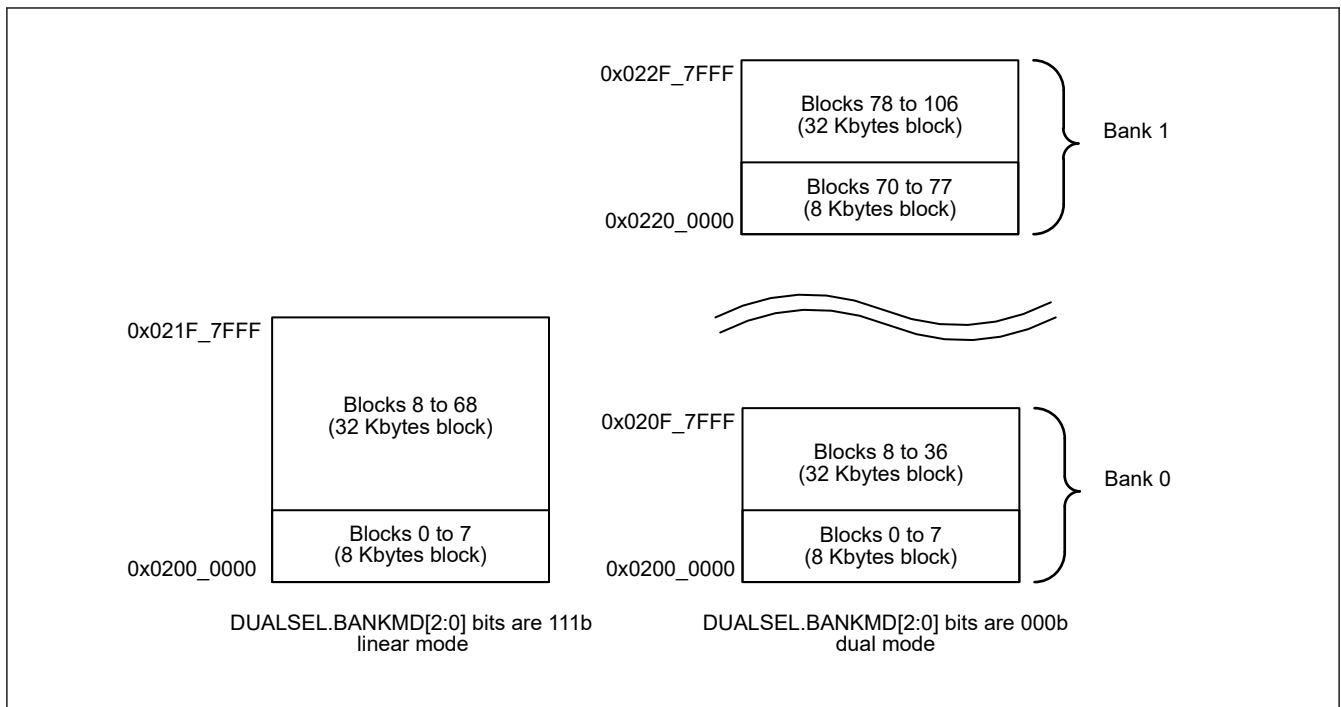 0x022F_7FFF
Blocks 78 to 106
(32 Kbytes block)
Bank 1
Blocks 70 to 77
(8 Kbytes block)
0x0220_0000
0x021F_7FFF
Blocks 8 to 68
(32 Kbytes block)
Blocks 0 to 7
(8 Kbytes block)
0x0200_0000
DUALSEL.BANKMD[2:0] bits are 111b
linear mode
0x020F_7FFF
Blocks 8 to 36
(32 Kbytes block)
Bank 0
Blocks 0 to 7
(8 Kbytes block)
0x0200_0000
DUALSEL.BANKMD[2:0] bits are 000b
dual mode